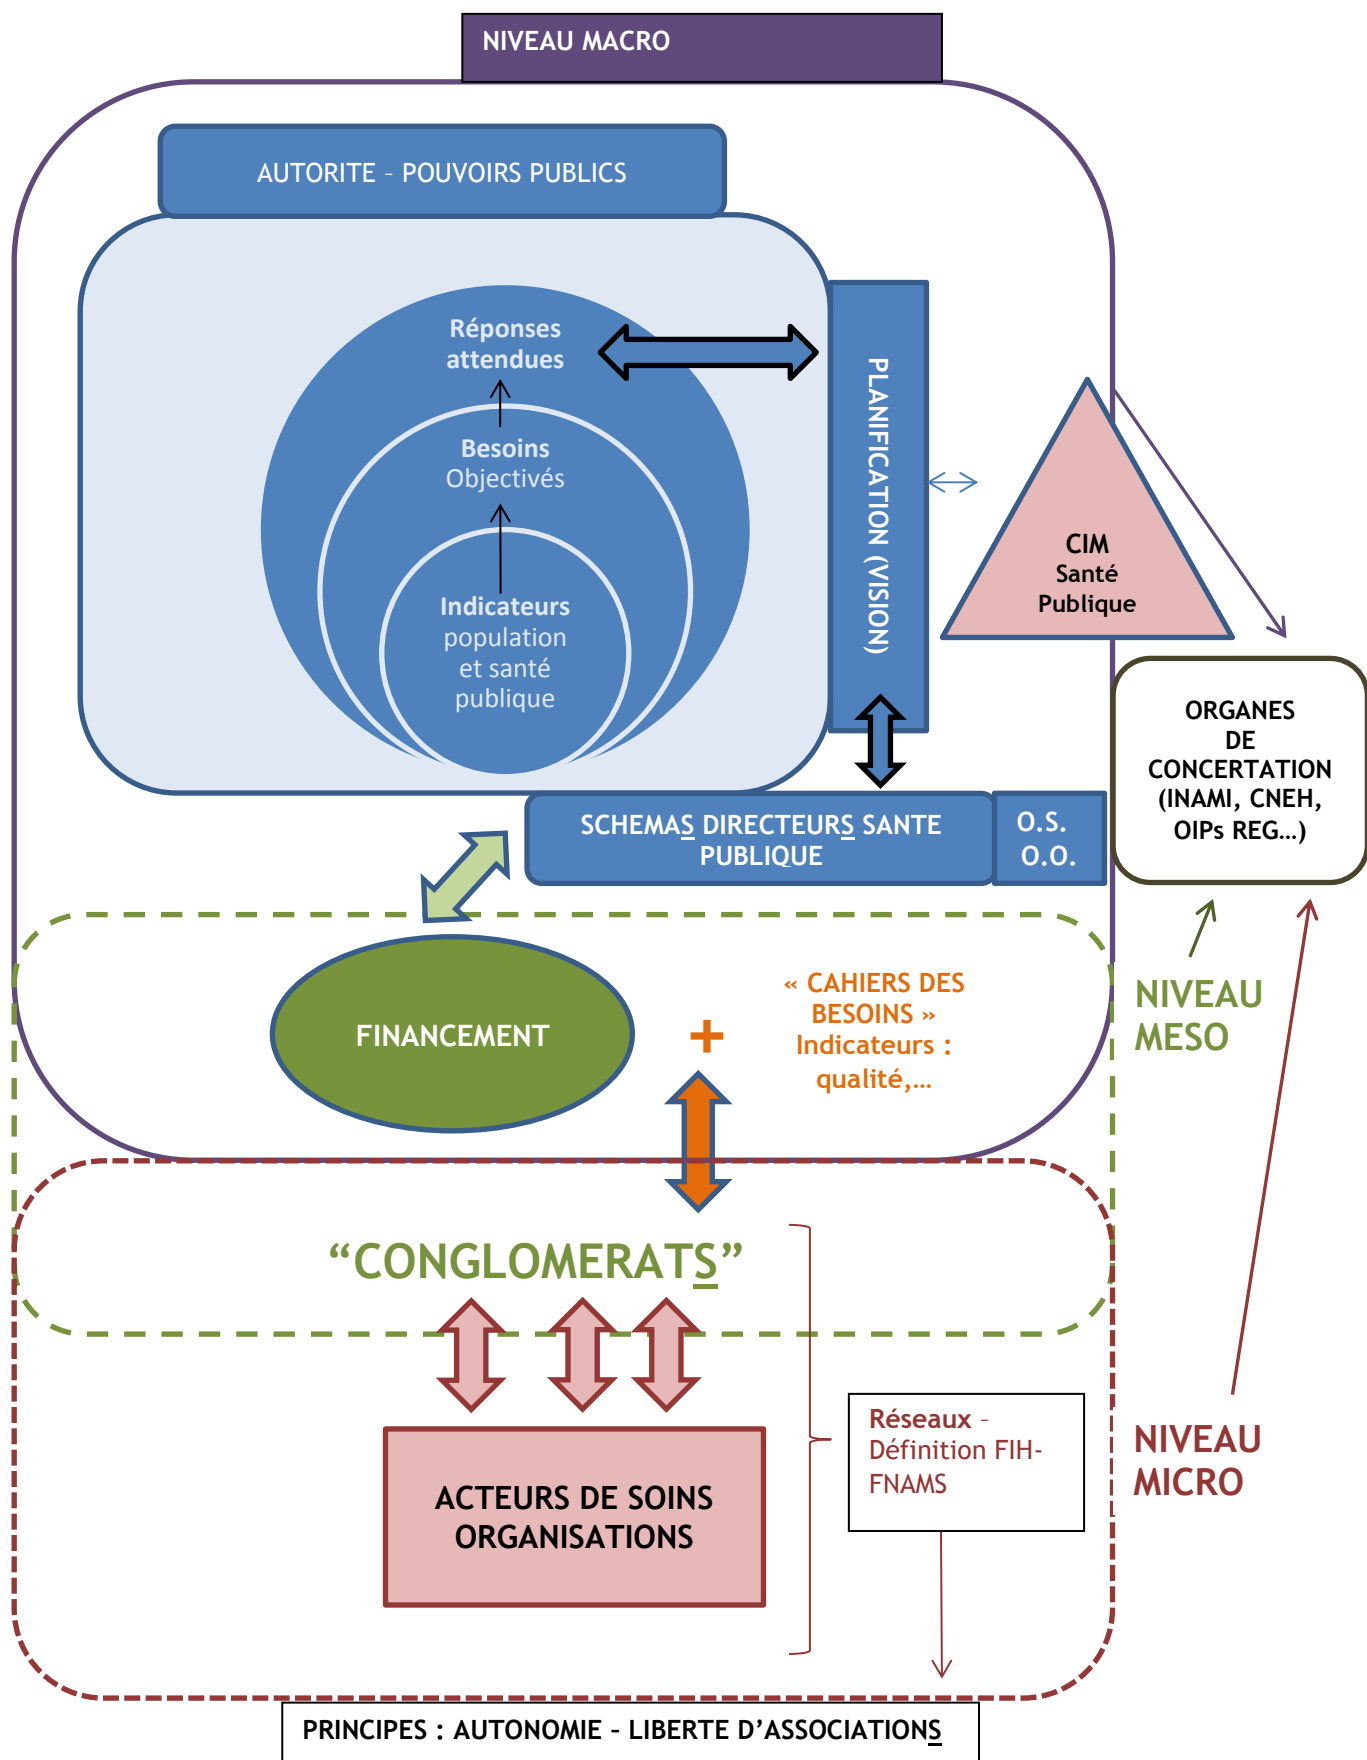 NIVEAU MACRO
AUTORITE – POUVOIRS PUBLICS
Réponses
attendues
Besoins
Objectivés
Indicateurs
population
et santé
publique
PLANIFICATION (VISION)
CIM
Santé
Publique
ORGANES
DE
CONCERTATION
(INAMI, CNEH,
OIPs REG…)
SCHEMAS DIRECTEURS SANTE
PUBLIQUE
O.S.
O.O.
FINANCEMENT
+
« CAHIERS DES
BESOINS »
Indicateurs :
qualité,…
NIVEAU
MESO
“CONGLOMERATS”
ACTEURS DE SOINS
ORGANISATIONS
Réseaux –
Définition FIH-
FNAMS
NIVEAU
MICRO
PRINCIPES : AUTONOMIE – LIBERTE D’ASSOCIATIONS